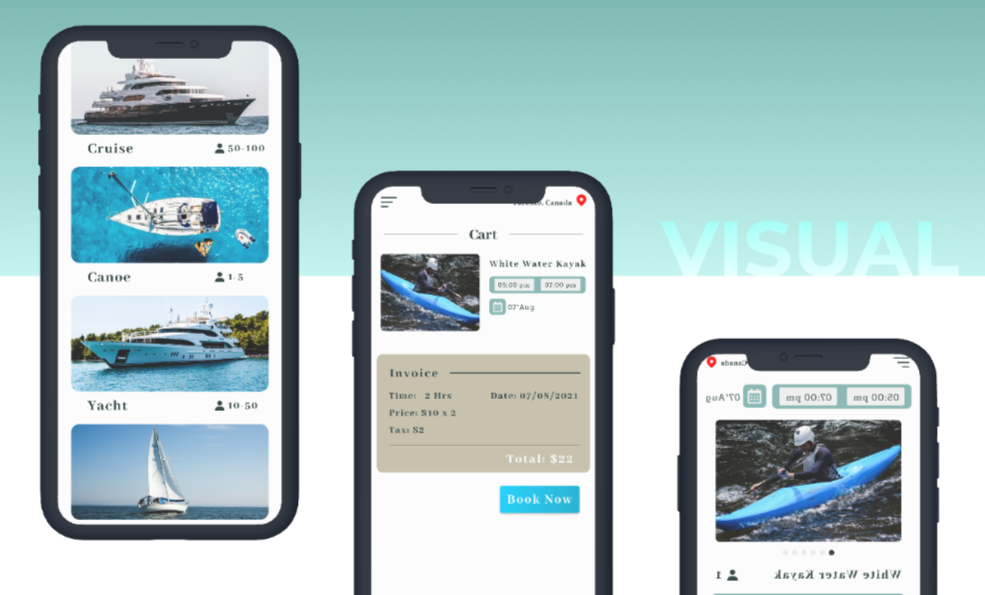 VISUAL
Cruise 50-100
Canoe 1-5
Yacht 10-50
Toronto, Canada
Cart
White Water Kayak
05:00 pm 07:00 pm
07'Aug
Invoice
Time: 2 Hrs Date: 07/08/2021
Price: $10 x 2
Tax: $2
Total: $22
Book Now
Canada
05:00 pm 07:00 pm 07'Aug
White Water Kayak 1